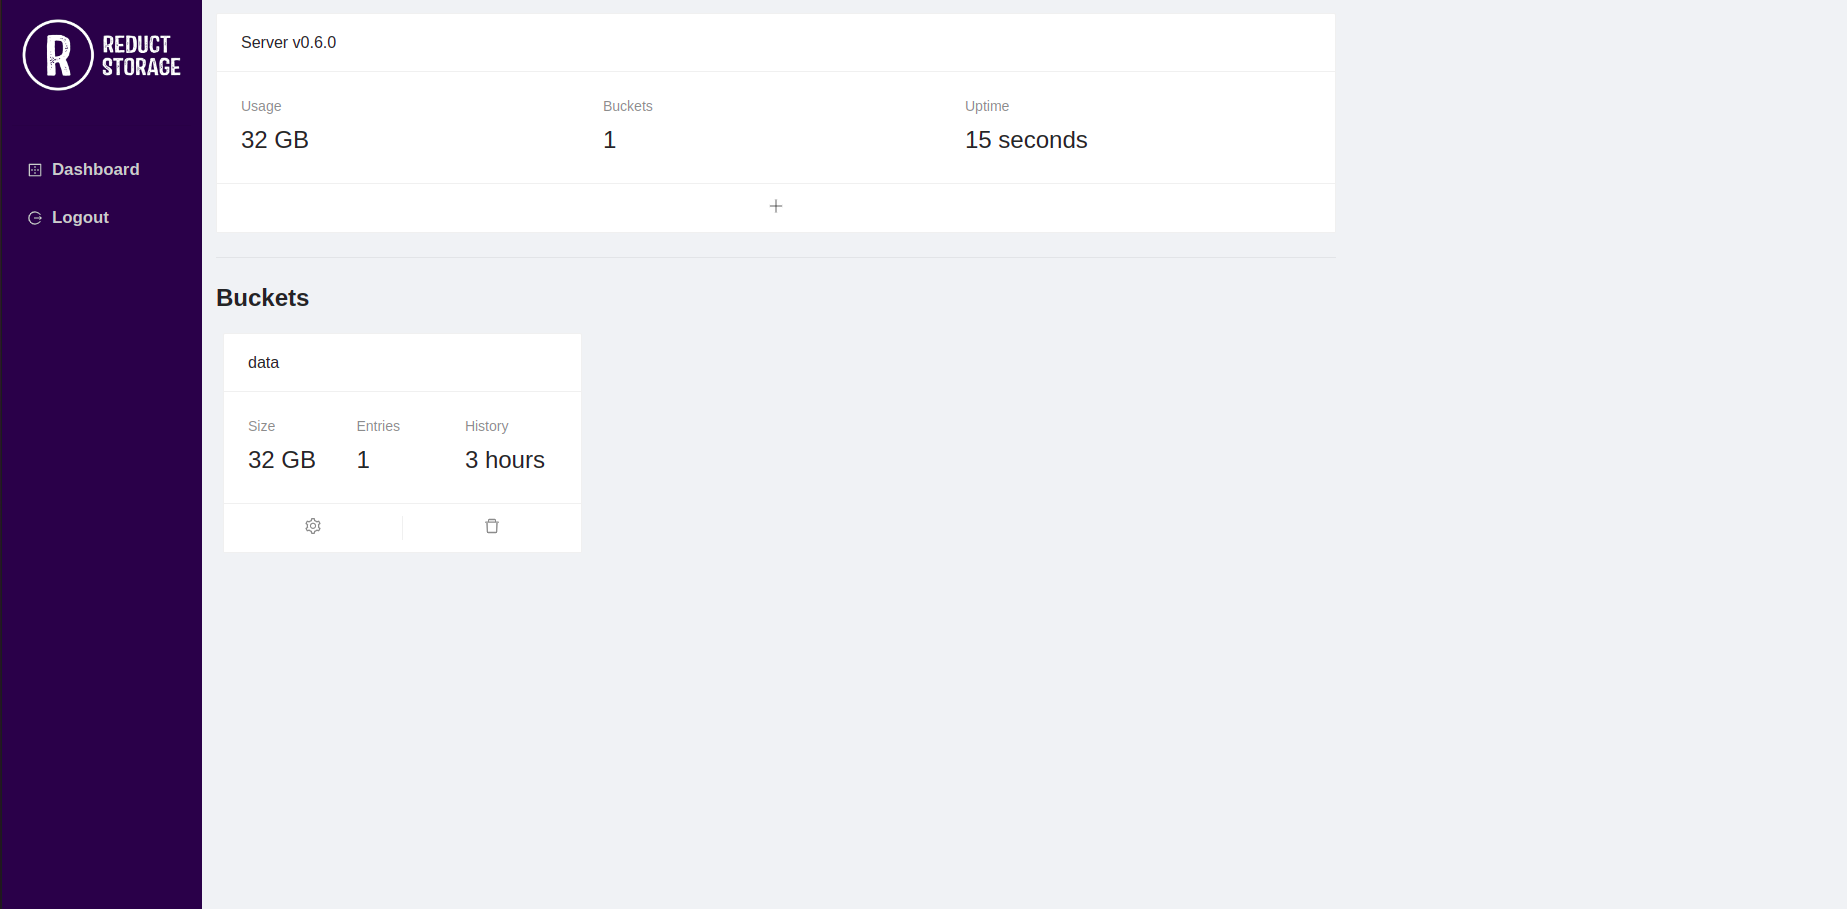 R REDUCT
STORAGE
Dashboard
Logout
Server v0.6.0
Usage Buckets Uptime
32 GB 1 15 seconds
Buckets
data
Size Entries History
32 GB 1 3 hours